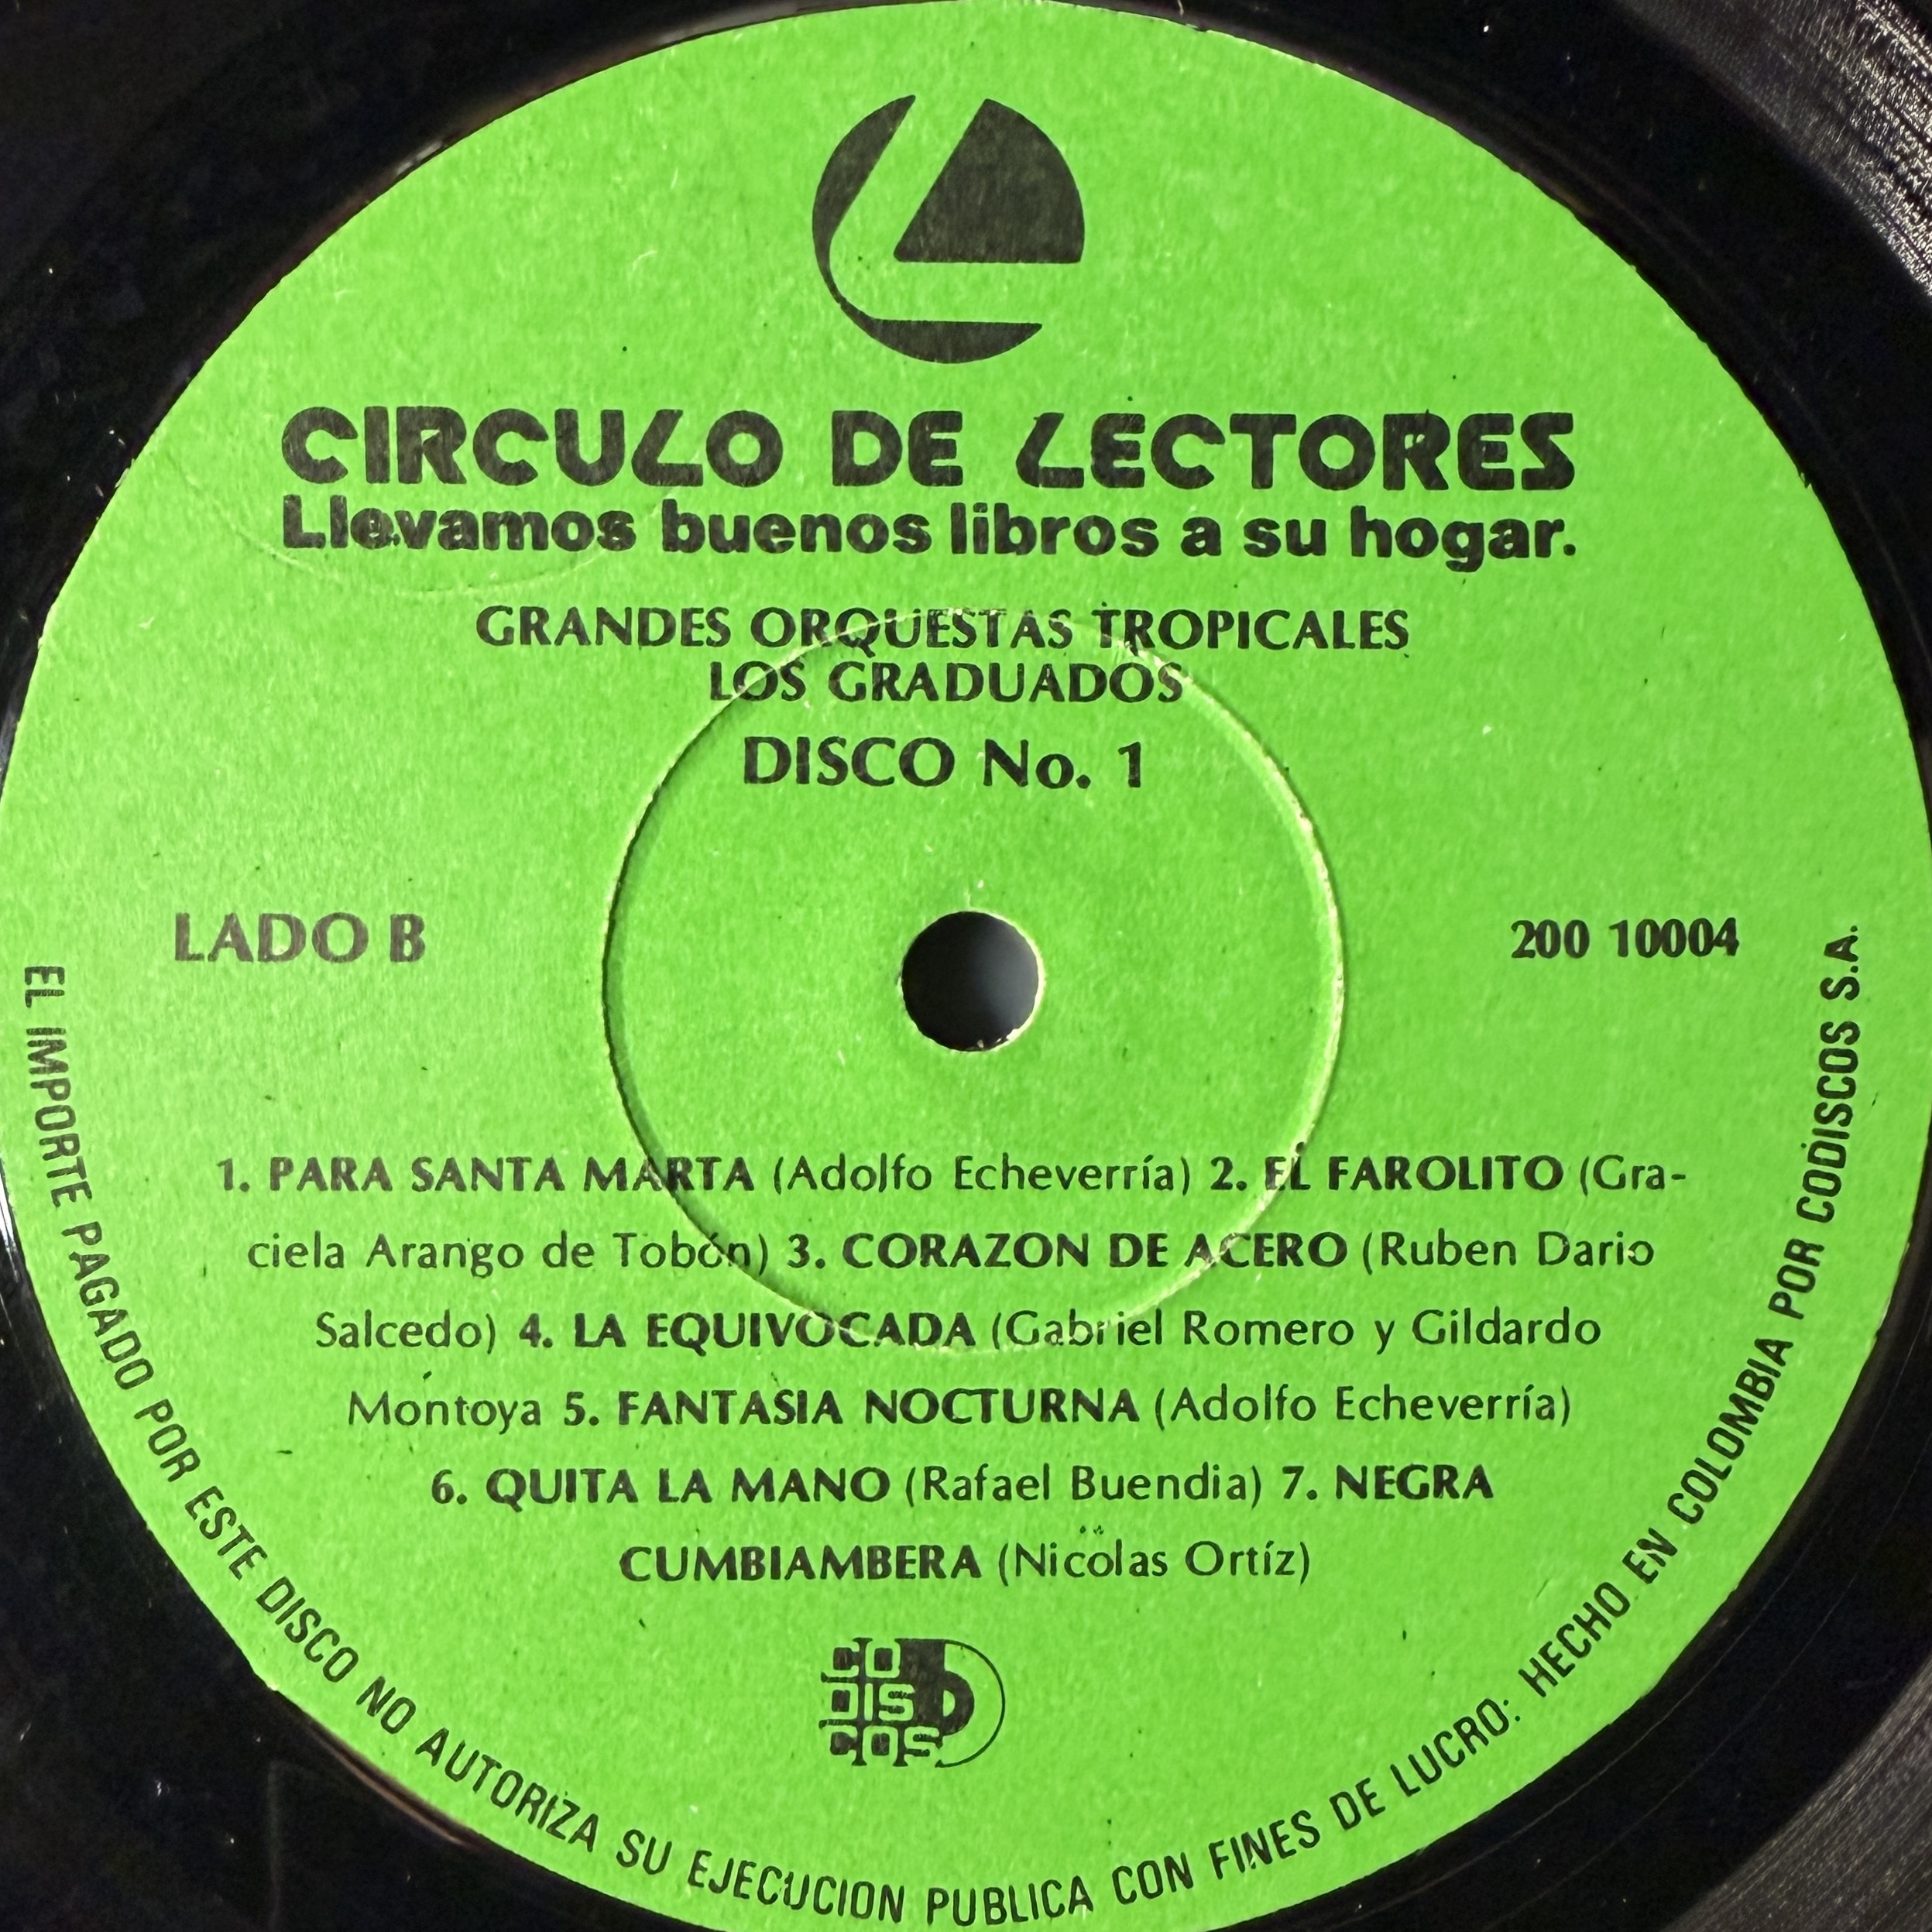 CIRCULO DE LECTORES
Llevamos buenos libros a su hogar.
GRANDES ORQUESTAS TROPICALES
LOS GRADUADOS
DISCO No. 1
LADO B
200 10004
1. PARA SANTA MARTA (Adolfo Echeverría) 2. EL FAROLITO (Gra-
ciela Arango de Tobón) 3. CORAZON DE ACERO (Ruben Dario
Salcedo) 4. LA EQUIVOCADA (Gabriel Romero y Gildardo
Montoya 5. FANTASIA NOCTURNA (Adolfo Echeverría)
6. QUITA LA MANO (Rafael Buendia) 7. NEGRA
CUMBIAMBERA (Nicolas Ortíz)
CO
DIS
COS
EL IMPORTE PAGADO POR ESTE DISCO NO AUTORIZA SU EJECUCION PUBLICA CON FINES DE LUCRO: HECHO EN COLOMBIA POR CODISCOS S.A.